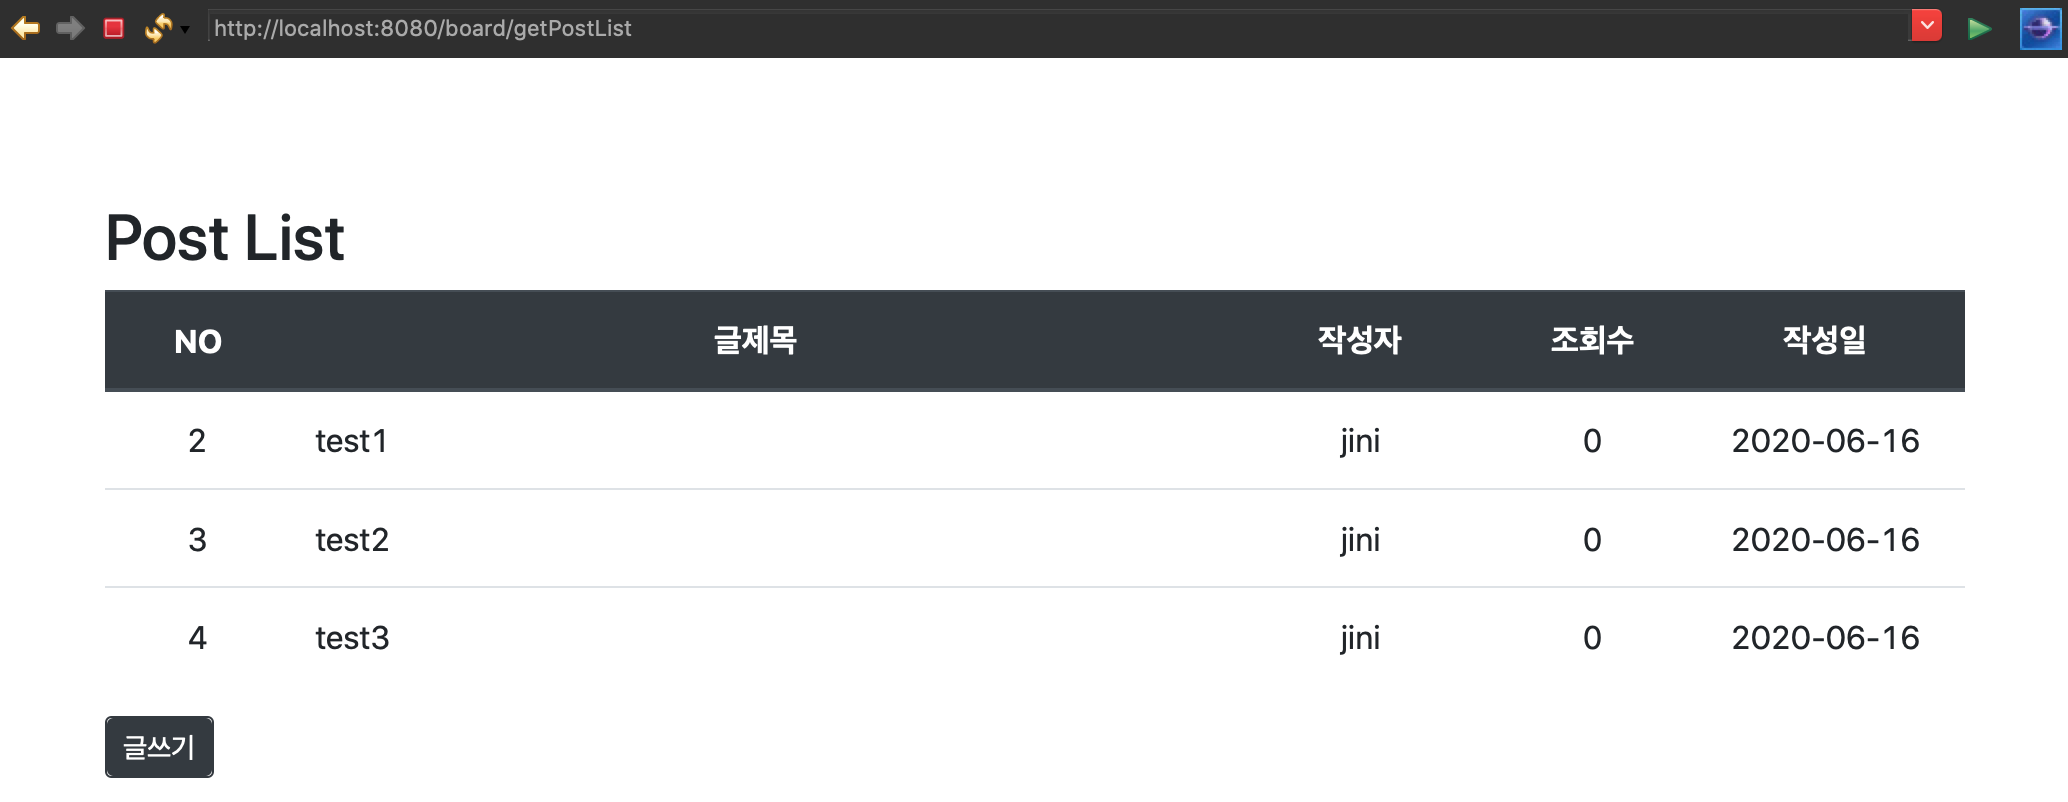 http://localhost:8080/board/getPostList
Post List
NO 글제목 작성자 조회수 작성일
2 test1 jini 0 2020-06-16
3 test2 jini 0 2020-06-16
4 test3 jini 0 2020-06-16
글쓰기